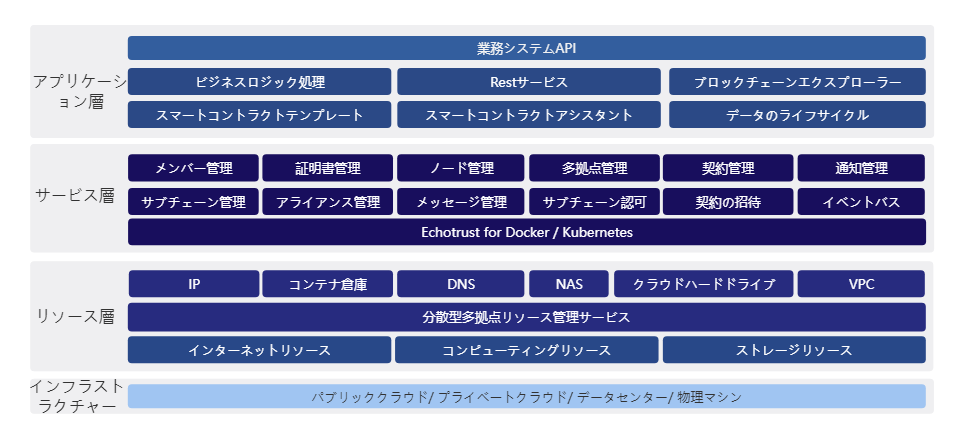 業務システムAPI
アプリケーシ
ョン層
ビジネスロジック処理
Restサービス
ブロックチェーンエクスプローラー
スマートコントラクトテンプレート
スマートコントラクトアシスタント
データのライフサイクル
サービス層
メンバー管理
証明書管理
ノード管理
多拠点管理
契約管理
通知管理
サブチェーン管理
アライアンス管理
メッセージ管理
サブチェーン認可
契約の招待
イベントバス
Echotrust for Docker / Kubernetes
リソース層
IP
コンテナ倉庫
DNS
NAS
クラウドハードドライブ
VPC
分散型多拠点リソース管理サービス
インターネットリソース
コンピューティングリソース
ストレージリソース
インフラスト
ラクチャー
パブリッククラウド/ プライベートクラウド/ データセンター/ 物理マシン